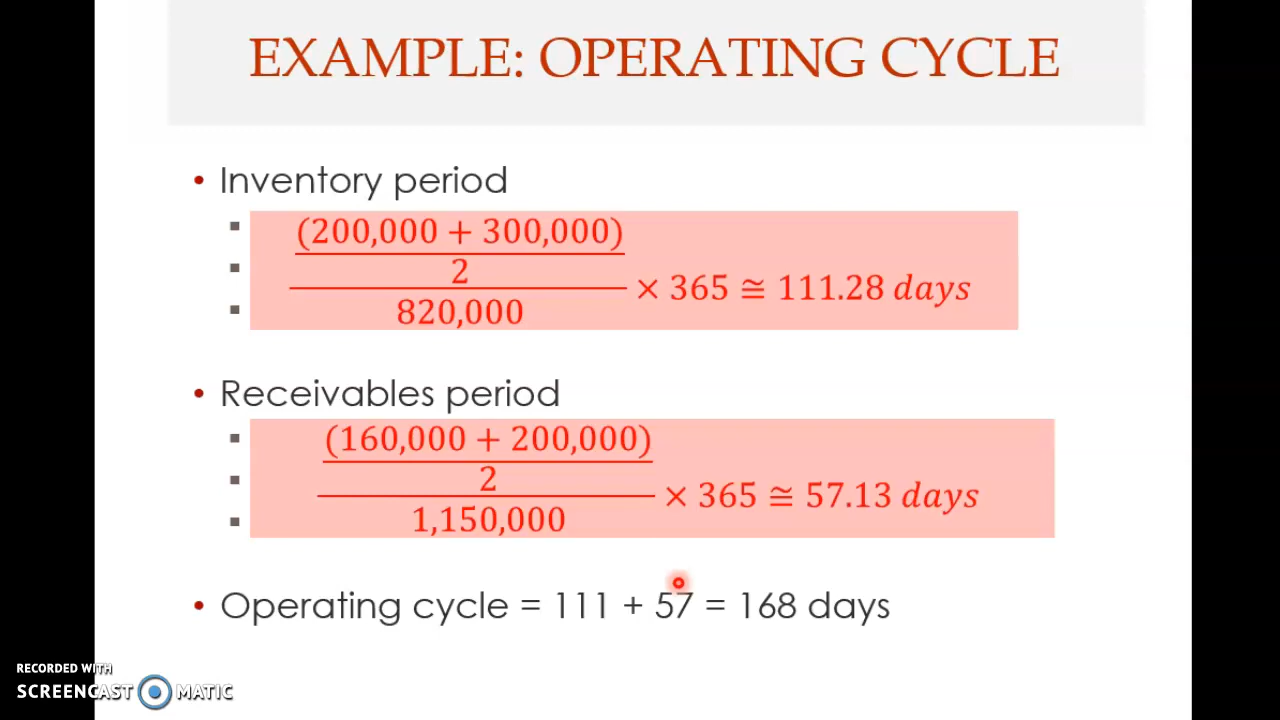 EXAMPLE: OPERATING CYCLE
• Inventory period
(200,000 + 300,000)
2
820,000
× 365 ≅ 111.28 days
• Receivables period
(160,000 + 200,000)
2
1,150,000
× 365 ≅ 57.13 days
• Operating cycle = 111 + 57 = 168 days
RECORDED WITH
SCREENCAST MATIC